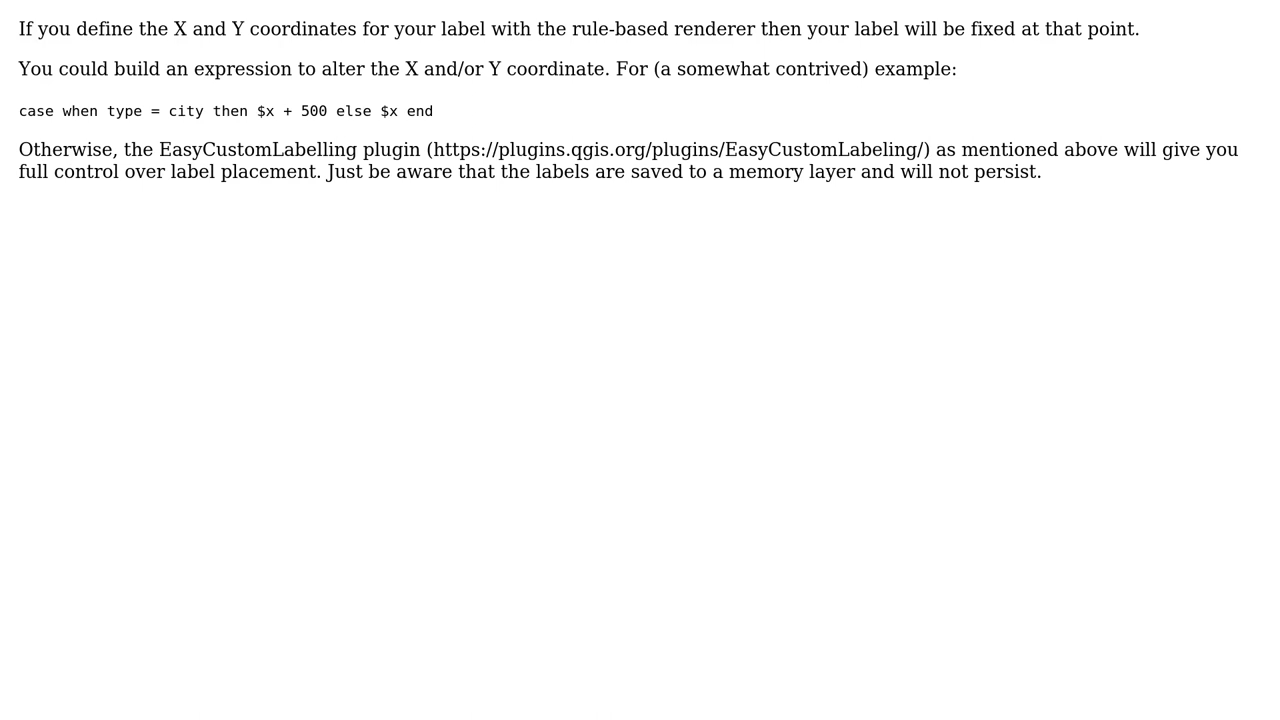 If you define the X and Y coordinates for your label with the rule-based renderer then your label will be fixed at that point.
You could build an expression to alter the X and/or Y coordinate. For (a somewhat contrived) example:
case when type = city then $x + 500 else $x end
Otherwise, the EasyCustomLabelling plugin (https://plugins.qgis.org/plugins/EasyCustomLabeling/) as mentioned above will give you
full control over label placement. Just be aware that the labels are saved to a memory layer and will not persist.